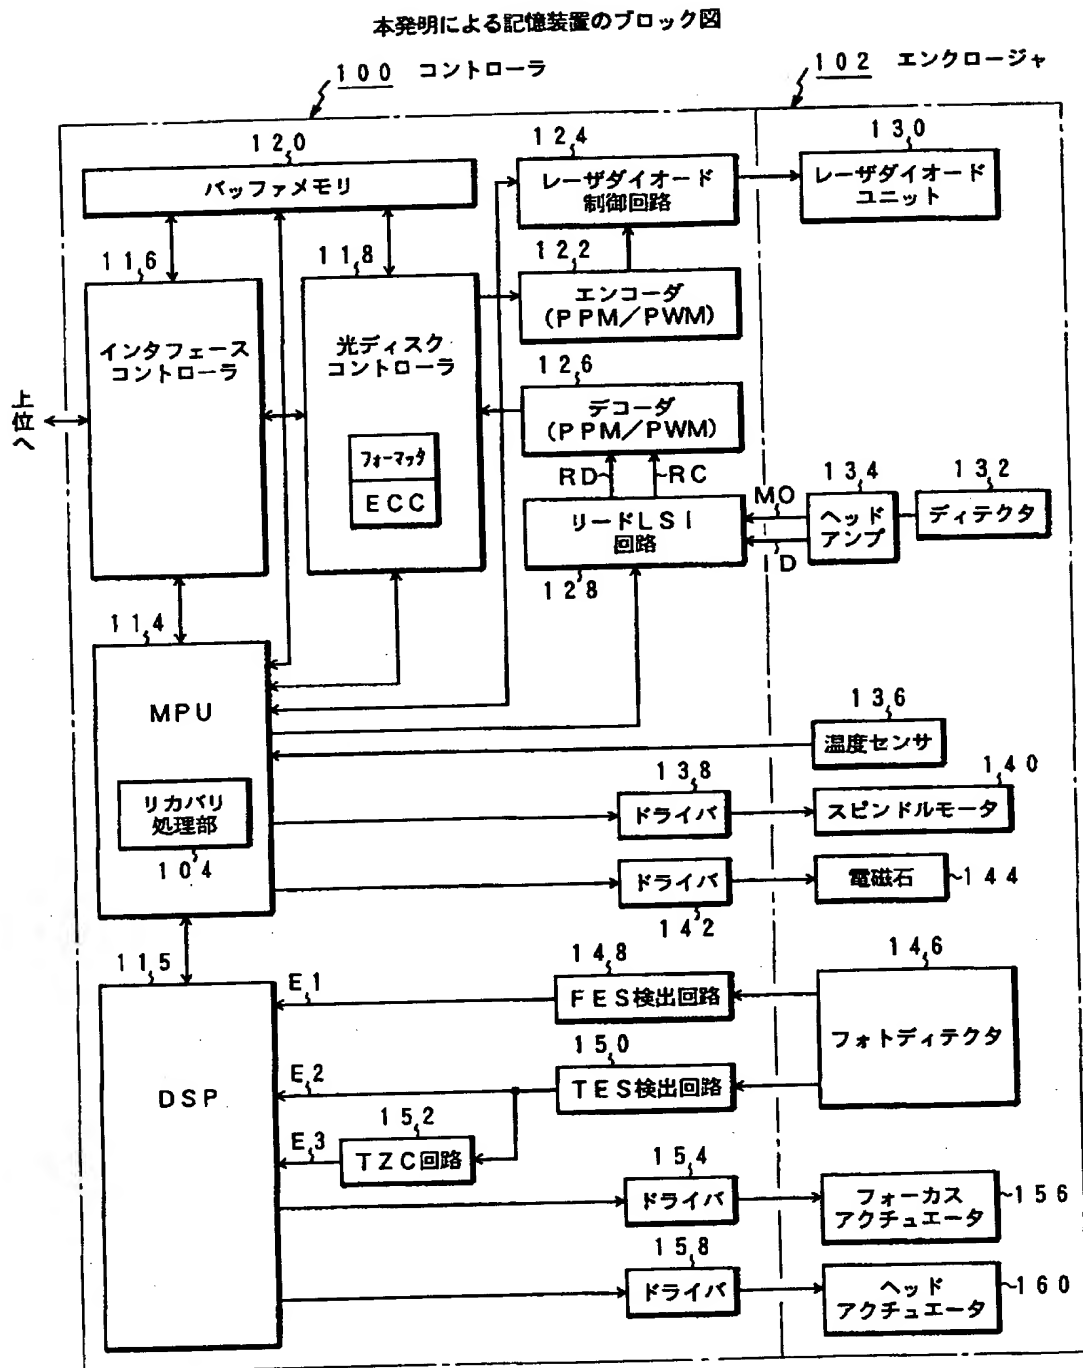 本発明による記憶装置のブロック図
100 コントローラ
102 エンクロージャ
120
バッファメモリ
124
レーザダイオード
制御回路
130
レーザダイオード
ユニット
116
インタフェース
コントローラ
118
光ディスク
コントローラ
フォーマッタ
ECC
122
エンコーダ
(PPM/PWM)
126
デコーダ
(PPM/PWM)
上位へ
RD
RC
リードLSI
回路
128
MO
D
134
ヘッド
アンプ
132
ディテクタ
114
MPU
リカバリ
処理部
104
136
温度センサ
138
ドライバ
140
スピンドルモータ
ドライバ
142
電磁石
144
115
DSP
E1
148
FES検出回路
146
フォトディテクタ
E2
150
TES検出回路
E3
152
TZC回路
154
ドライバ
フォーカス
アクチュエータ
156
158
ドライバ
ヘッド
アクチュエータ
160